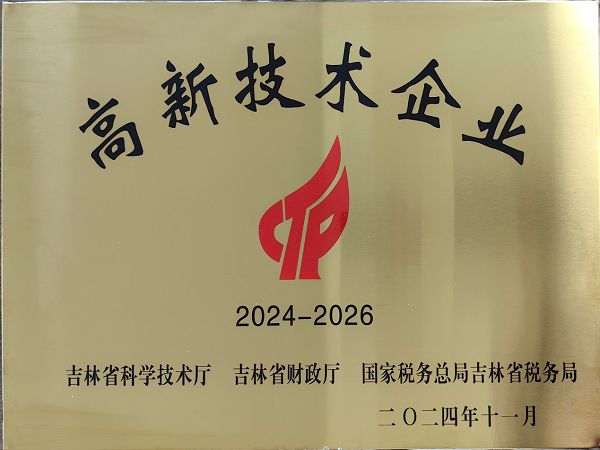 高新技术企业
CTP
2024-2026
吉林省科学技术厅 吉林省财政厅 国家税务总局吉林省税务局
二〇二四年十一月